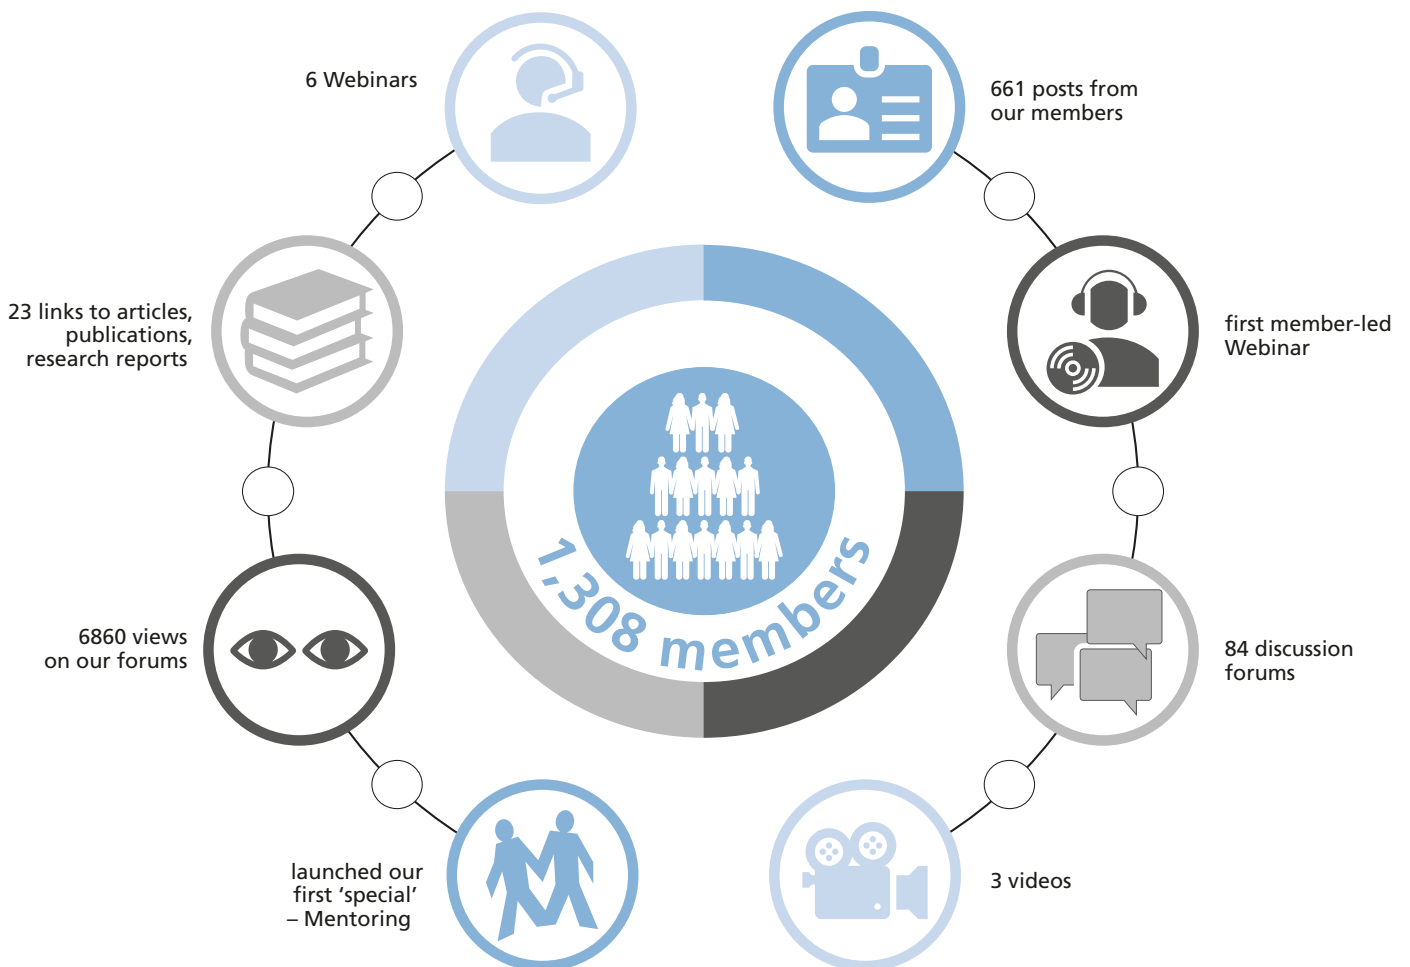 6 Webinars
661 posts from
our members
23 links to articles,
publications,
research reports
first member-led
Webinar
1,308 members
6860 views
on our forums
84 discussion
forums
launched our
first ‘special’
– Mentoring
3 videos